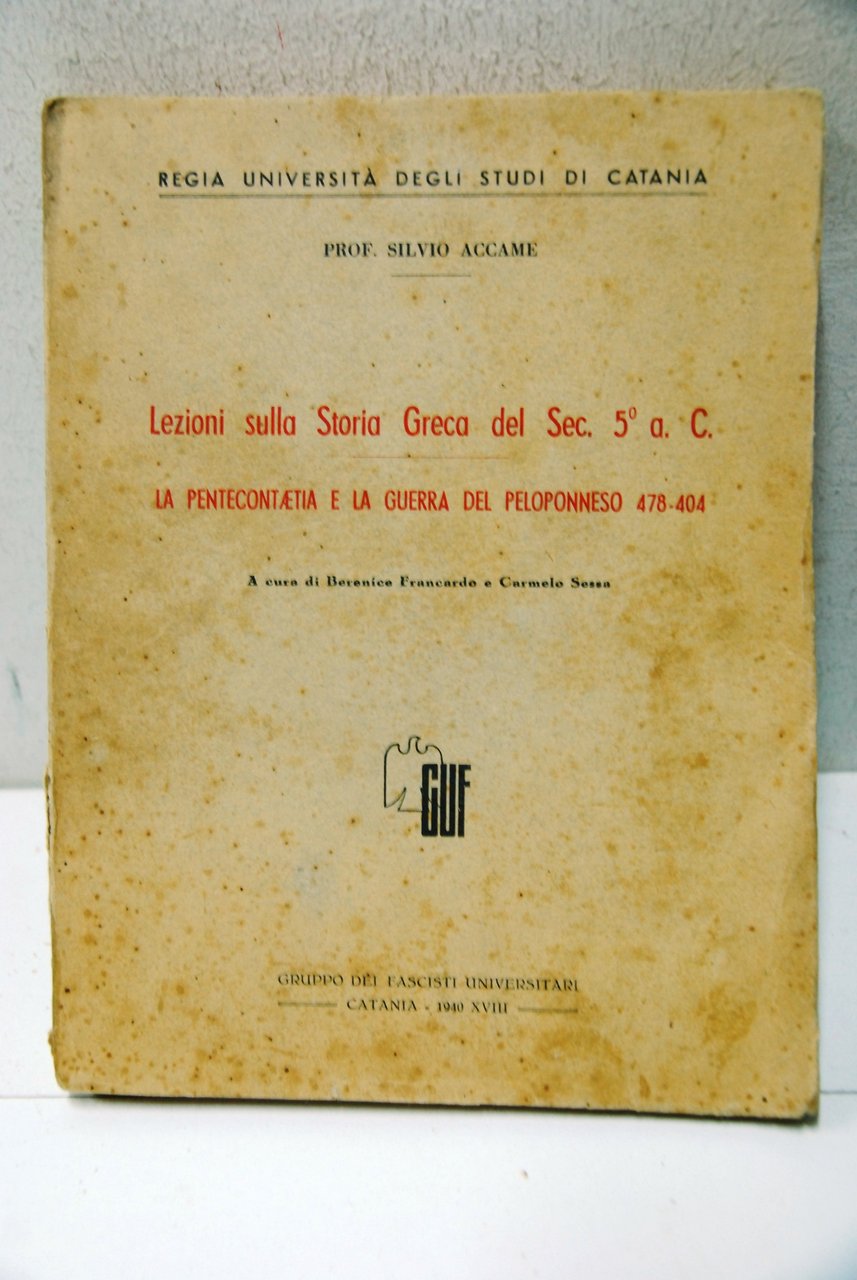 REGIA UNIVERSITÀ DEGLI STUDI DI CATANIA
PROF. SILVIO ACCAME
Lezioni sulla Storia Greca del Sec. 5º a. C.
LA PENTECONTÆTIA E LA GUERRA DEL PELOPONNESO 478-404
A cura di Berenice Francardo e Carmelo Sessa
GUF
GRUPPO DEI FASCISTI UNIVERSITARI
CATANIA - 1940 XVIII